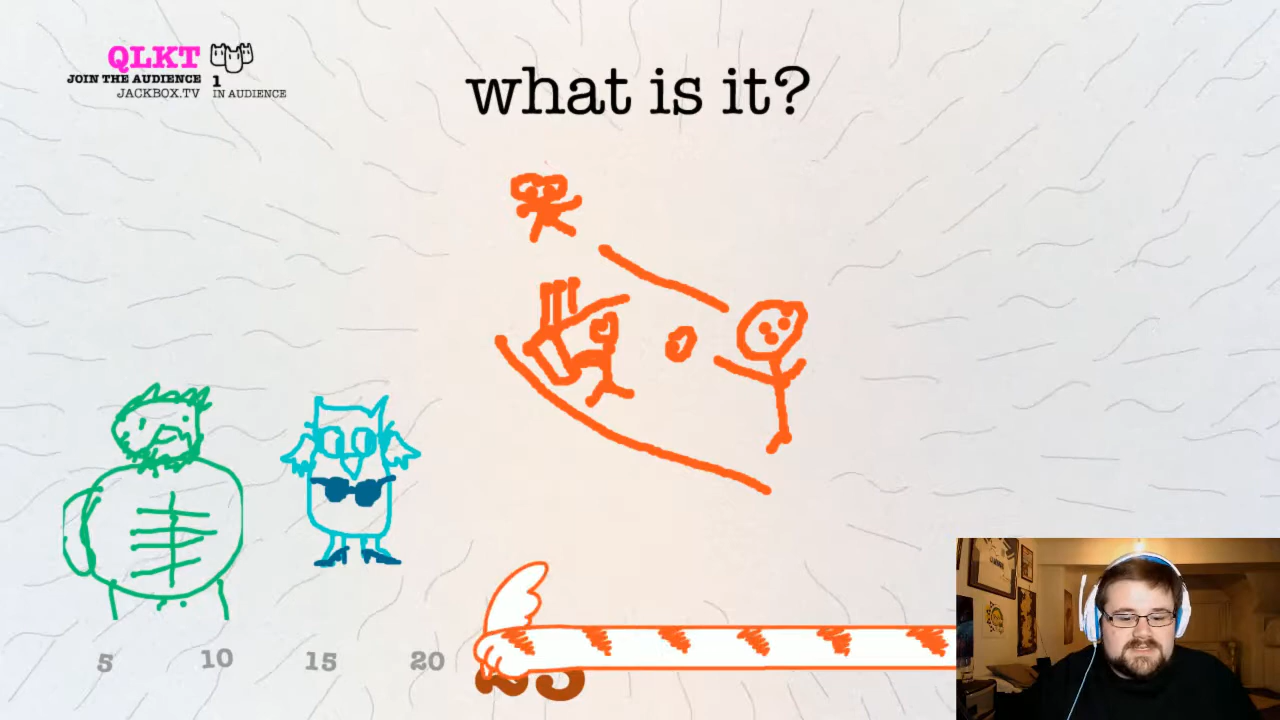 QLKT
JOIN THE AUDIENCE
JACKBOX.TV
1
IN AUDIENCE
what is it?
5 10 15 20